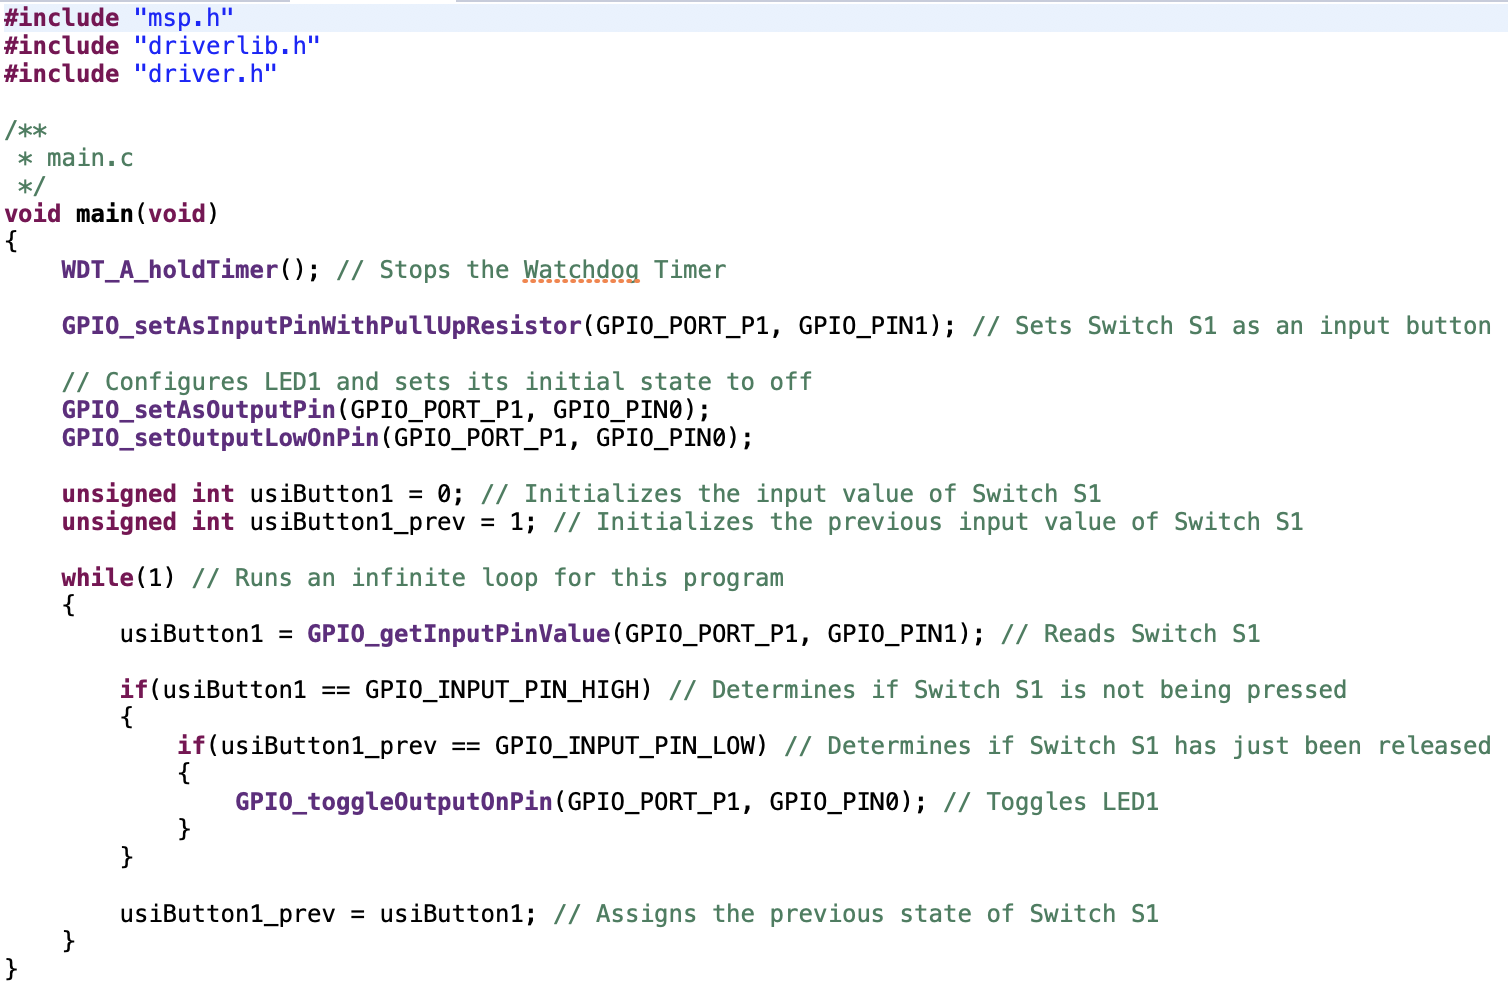 #include "msp.h"
#include "driverlib.h"
#include "driver.h"

/**
 * main.c
 */
void main(void)
{
    WDT_A_holdTimer(); // Stops the Watchdog Timer

    GPIO_setAsInputPinWithPullUpResistor(GPIO_PORT_P1, GPIO_PIN1); // Sets Switch S1 as an input button

    // Configures LED1 and sets its initial state to off
    GPIO_setAsOutputPin(GPIO_PORT_P1, GPIO_PIN0);
    GPIO_setOutputLowOnPin(GPIO_PORT_P1, GPIO_PIN0);

    unsigned int usiButton1 = 0; // Initializes the input value of Switch S1
    unsigned int usiButton1_prev = 1; // Initializes the previous input value of Switch S1

    while(1) // Runs an infinite loop for this program
    {
        usiButton1 = GPIO_getInputPinValue(GPIO_PORT_P1, GPIO_PIN1); // Reads Switch S1

        if(usiButton1 == GPIO_INPUT_PIN_HIGH) // Determines if Switch S1 is not being pressed
        {
            if(usiButton1_prev == GPIO_INPUT_PIN_LOW) // Determines if Switch S1 has just been released
            {
                GPIO_toggleOutputOnPin(GPIO_PORT_P1, GPIO_PIN0); // Toggles LED1
            }
        }

        usiButton1_prev = usiButton1; // Assigns the previous state of Switch S1
    }
}